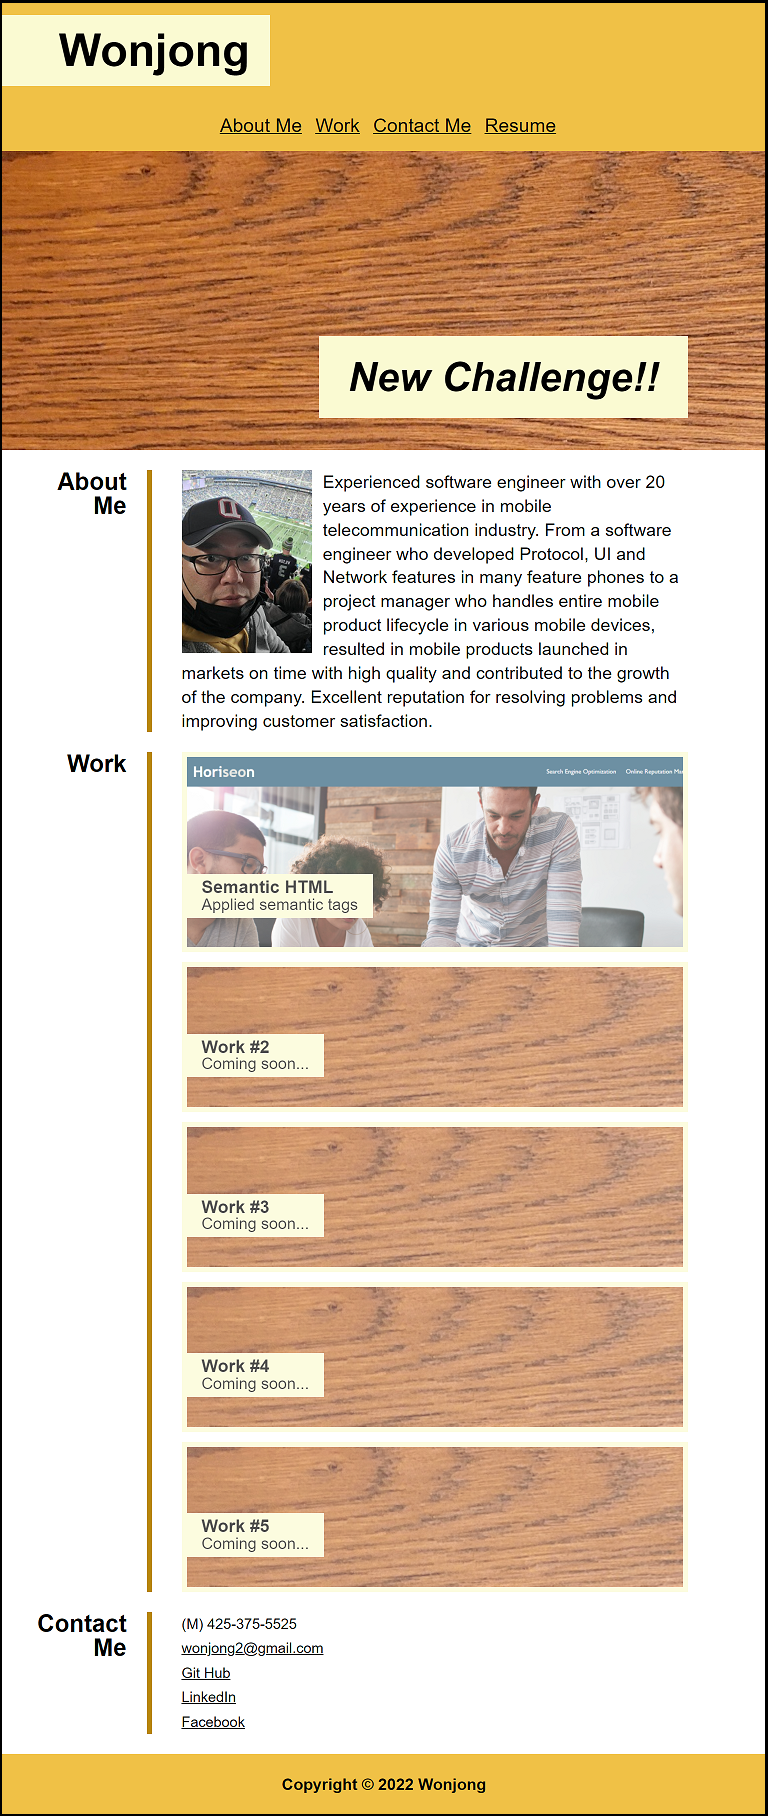 Wonjong
About Me Work Contact Me Resume
New Challenge!!
About
Me
Experienced software engineer with over 20
years of experience in mobile
telecommunication industry. From a software
engineer who developed Protocol, UI and
Network features in many feature phones to a
project manager who handles entire mobile
product lifecycle in various mobile devices,
resulted in mobile products launched in
markets on time with high quality and contributed to the growth
of the company. Excellent reputation for resolving problems and
improving customer satisfaction.
Work
Horiseon
Search Engine Optimization Online Reputation Mar
Semantic HTML
Applied semantic tags
Work #2
Coming soon...
Work #3
Coming soon...
Work #4
Coming soon...
Work #5
Coming soon...
Contact
Me
(M) 425-375-5525
wonjong2@gmail.com
Git Hub
LinkedIn
Facebook
Copyright © 2022 Wonjong